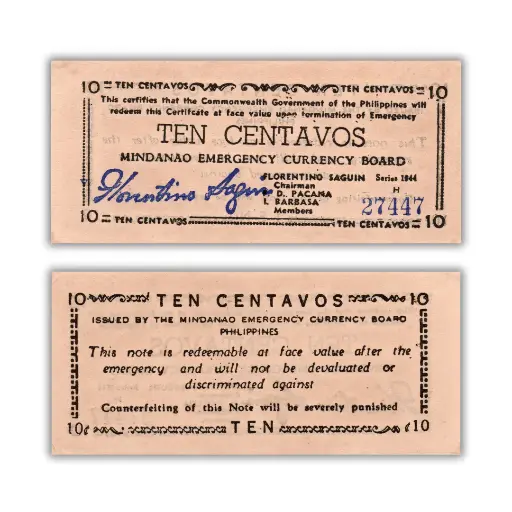 10 TEN CENTAVOS TEN CENTAVOS 10
This certifies that the Commonwealth Government of the Philippines will
redeem this Certifcate at face value upon termination of Emergency
TEN CENTAVOS
MINDANAO EMERGENCY CURRENCY BOARD
Florentino Saguin
FLORENTINO SAGUIN Series 1944
Chairman H
D. PACANA
I. BARBASA 27447
Members
10 TEN CENTAVOS TEN CENTAVOS 10
10 TEN CENTAVOS 10
ISSUED BY THE MINDANAO EMERGENCY CURRENCY BOARD
PHILIPPINES
This note is redeemable at face value after the
emergency and will not be devaluated or
discriminated against
Counterfeiting of this Note will be severely punished
10¢ TEN ¢10